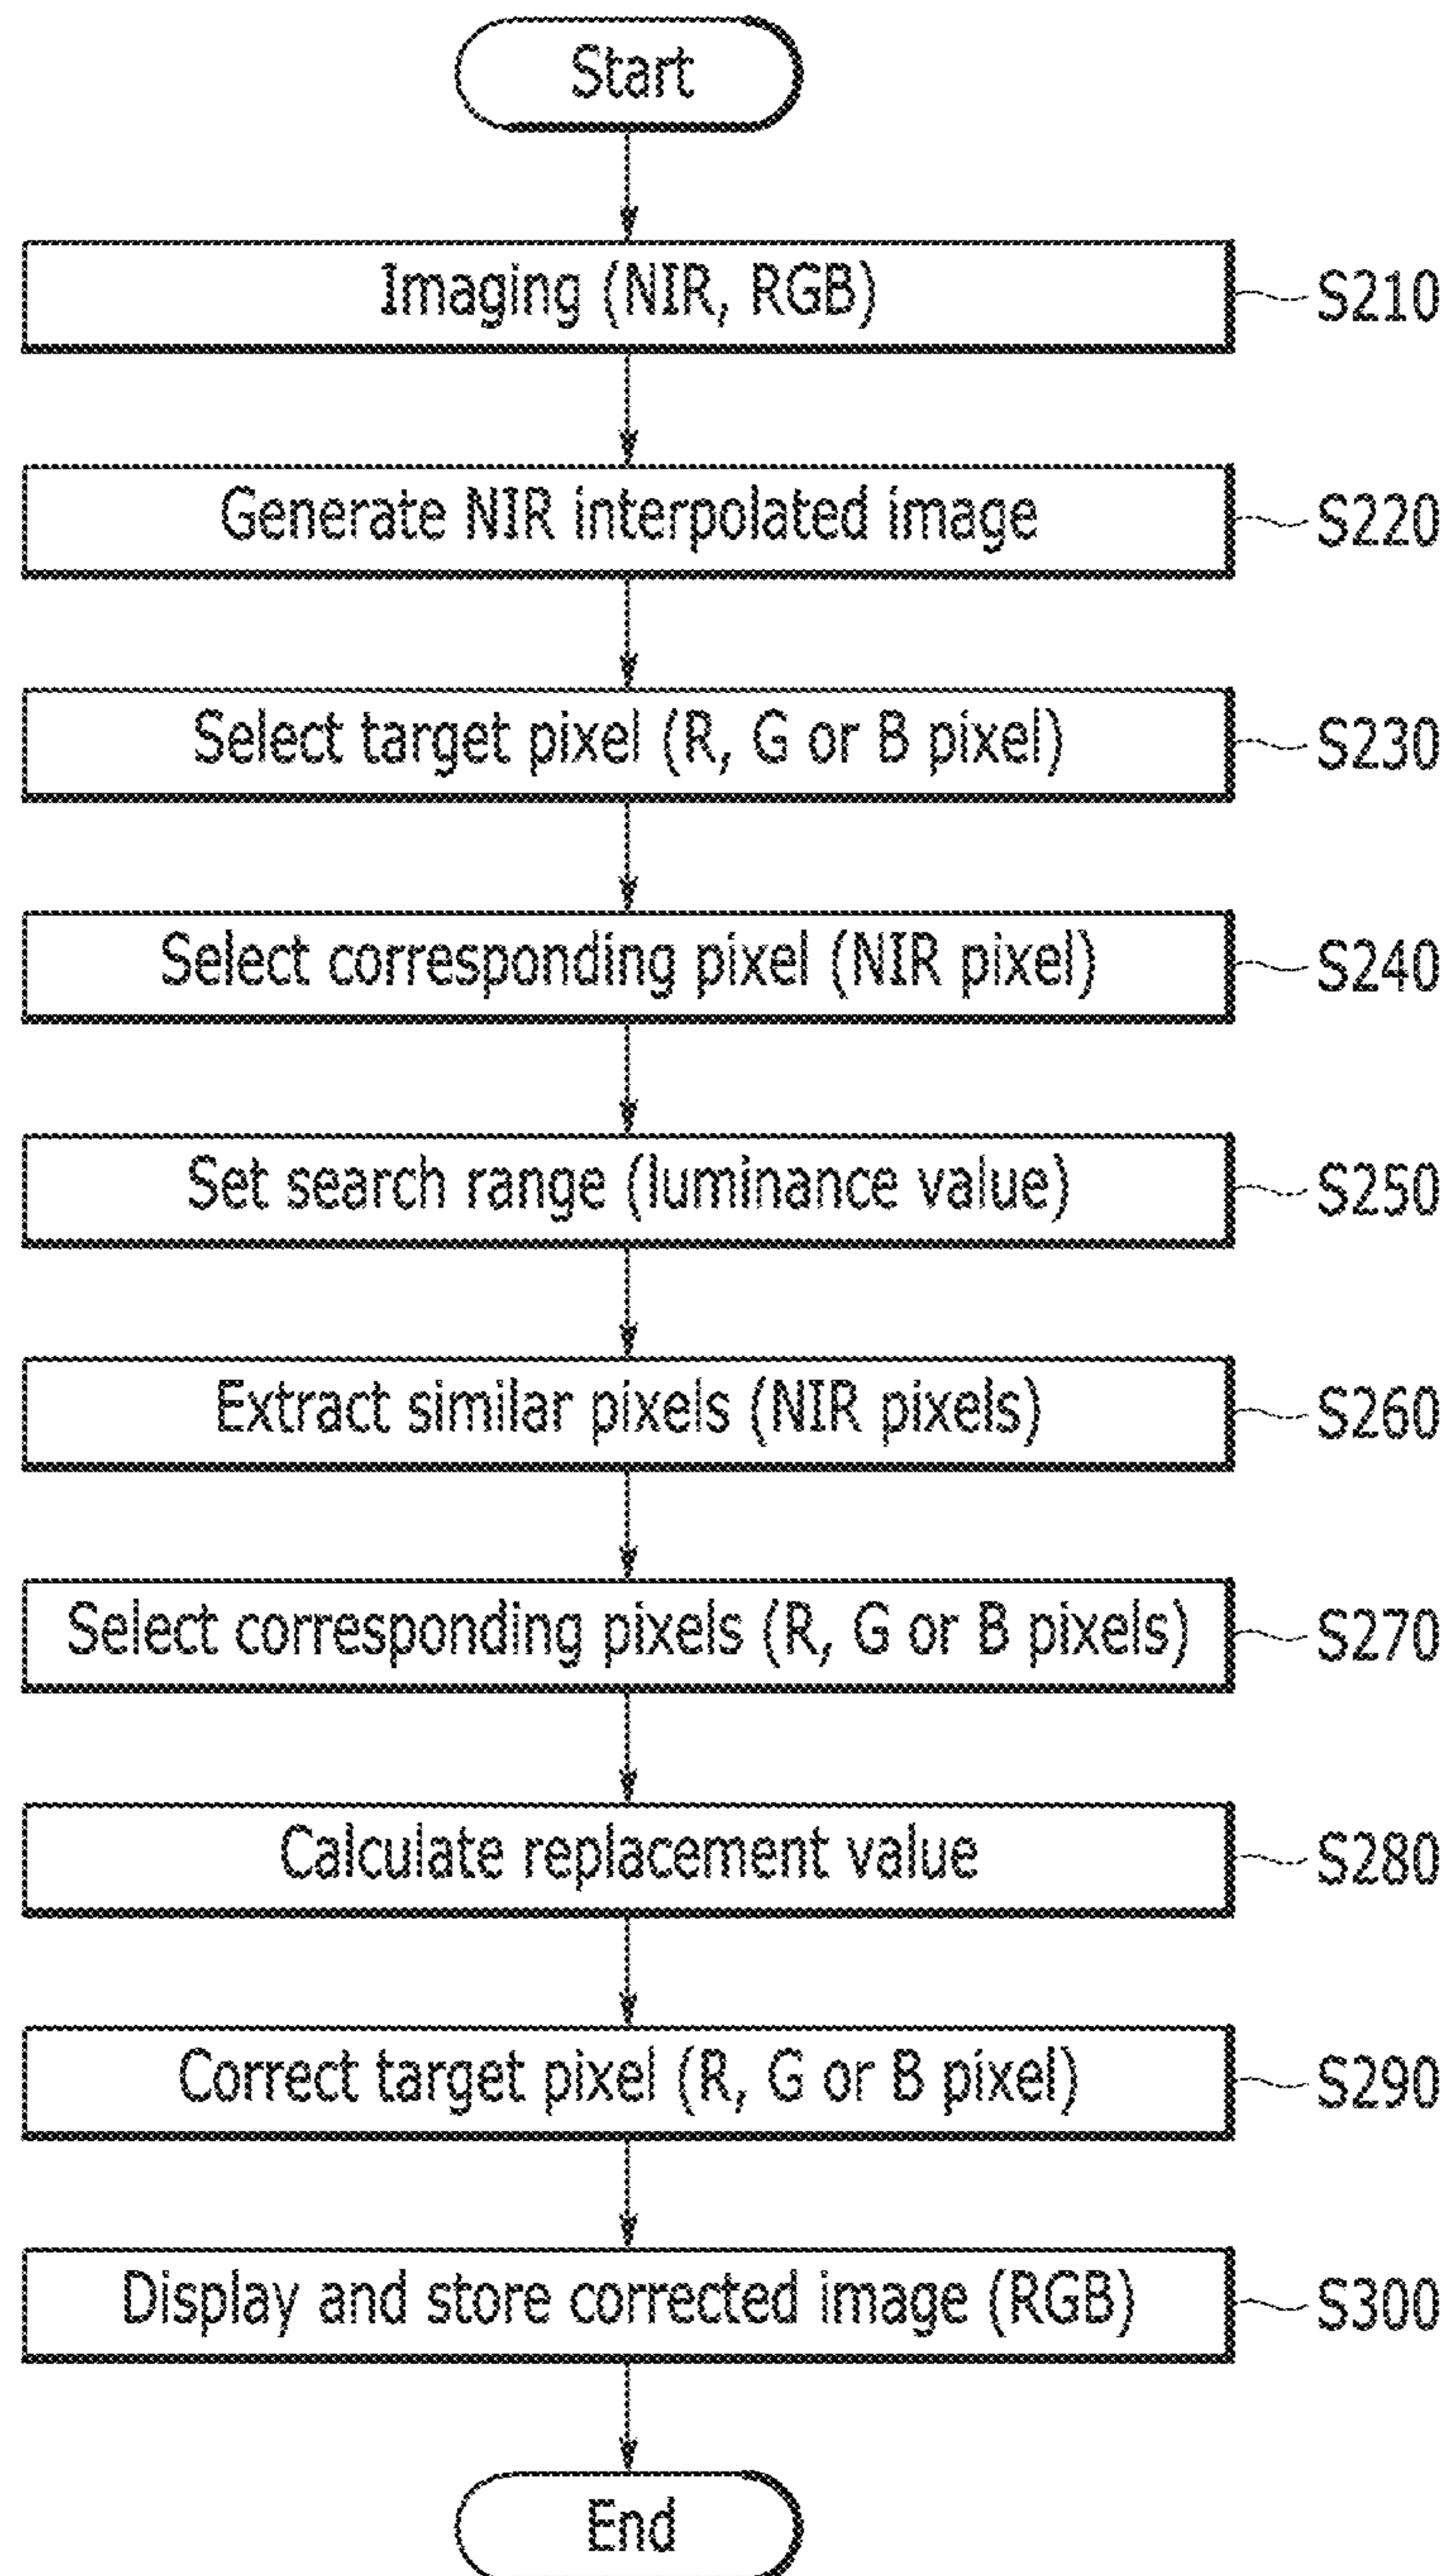 Start
Imaging (NIR, RGB)
S210
Generate NIR interpolated image
S220
Select target pixel (R, G or B pixel)
S230
Select corresponding pixel (NIR pixel)
S240
Set search range (luminance value)
S250
Extract similar pixels (NIR pixels)
S260
Select corresponding pixels (R, G or B pixels)
S270
Calculate replacement value
S280
Correct target pixel (R, G or B pixel)
S290
Display and store corrected image (RGB)
S300
End